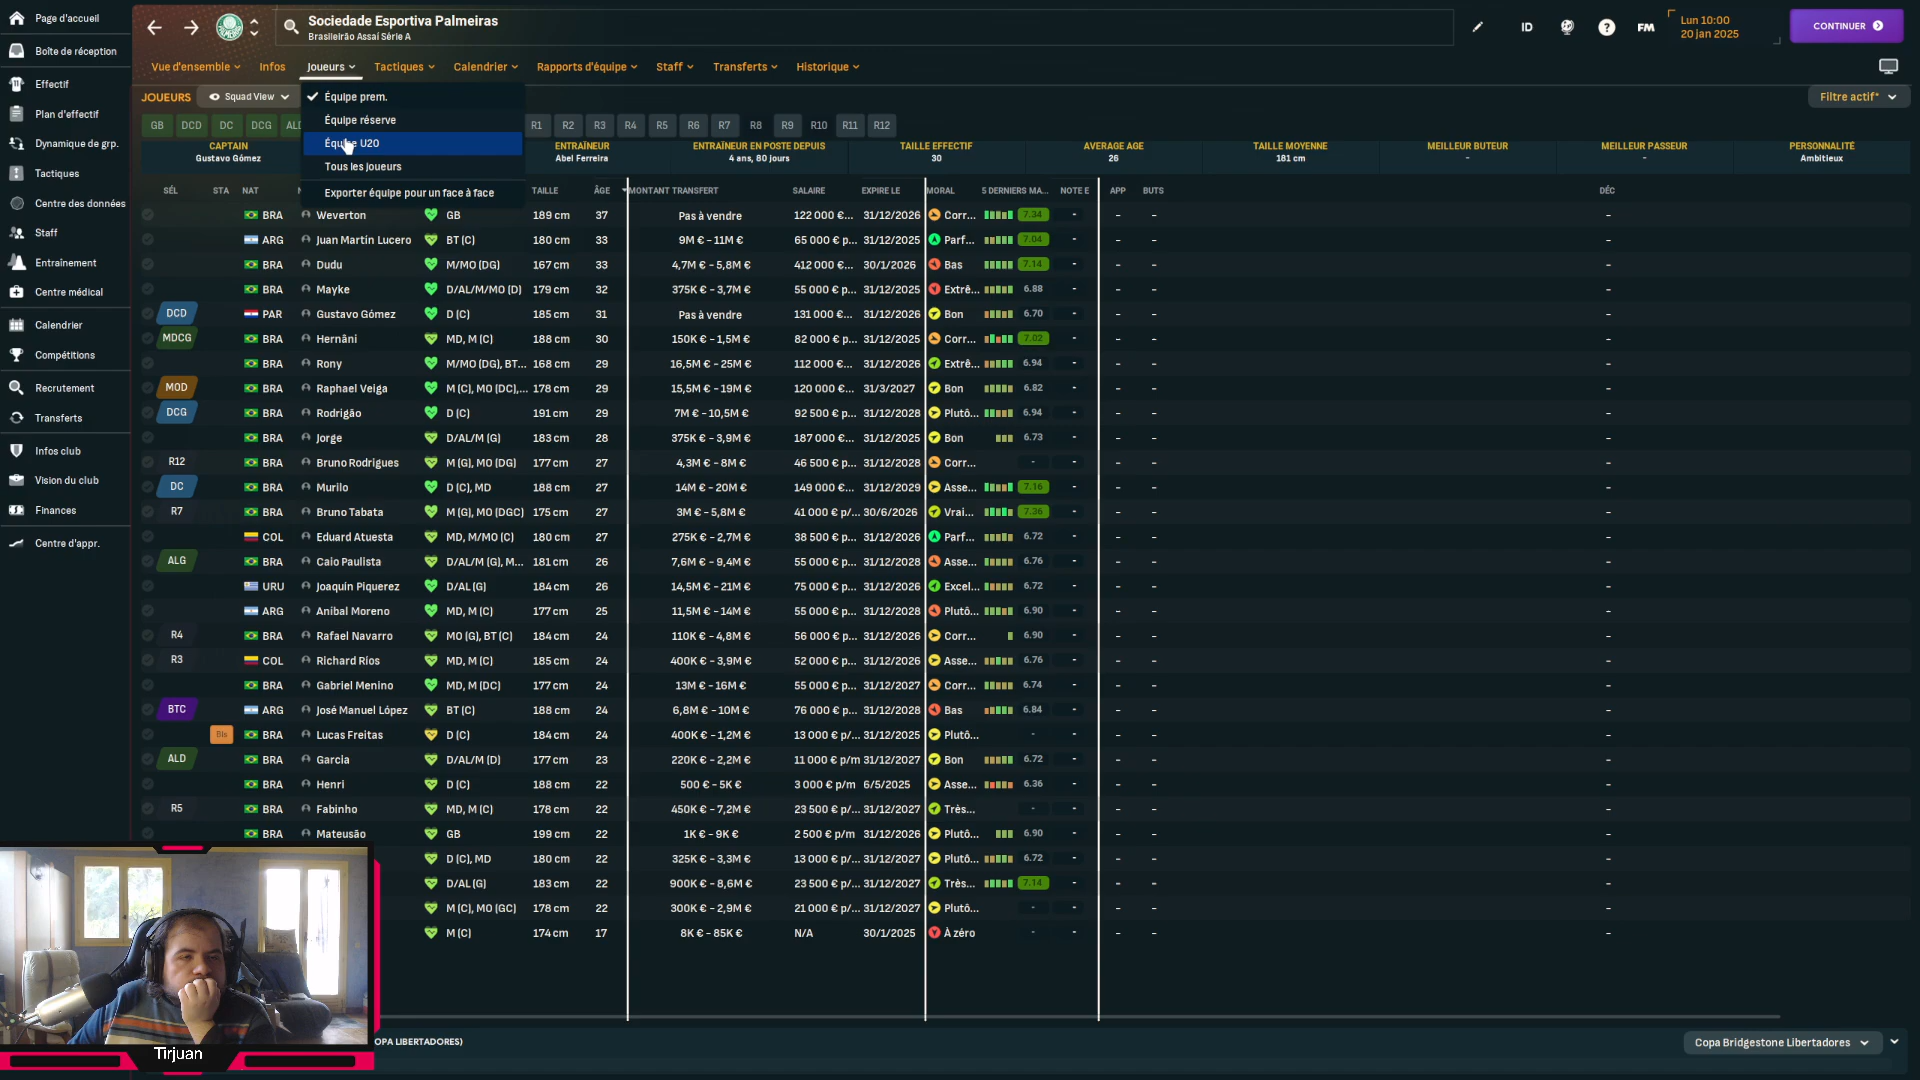 Page d'accueil
Boîte de réception
Effectif
Plan d'effectif
Dynamique de grp.
Tactiques
Centre des données
Staff
Entraînement
Centre médical
Calendrier
Compétitions
Recrutement
Transferts
Infos club
Vision du club
Finances
Centre d'appr.
Sociedade Esportiva Palmeiras
Brasileirão Assaí Série A
ID
FM
Lun 10:00
20 jan 2025
CONTINUER
Vue d'ensemble Infos Joueurs Tactiques Calendrier Rapports d'équipe Staff Transferts Historique
JOUEURS Squad View Filtre actif*
Équipe prem.
Équipe réserve
Équipe U20
Tous les joueurs
Exporter équipe pour un face à face
GB DCD DC DCG ALD R1 R2 R3 R4 R5 R6 R7 R8 R9 R10 R11 R12
CAPTAIN ENTRAÎNEUR ENTRAÎNEUR EN POSTE DEPUIS TAILLE EFFECTIF AVERAGE AGE TAILLE MOYENNE MEILLEUR BUTEUR MEILLEUR PASSEUR PERSONNALITÉ
Gustavo Gómez Abel Ferreira 4 ans, 80 jours 30 26 181 cm - - Ambitieux
SÉL STA NAT TAILLE ÂGE MONTANT TRANSFERT SALAIRE EXPIRE LE MORAL 5 DERNIERS MA... NOTE E APP BUTS DÉC
BRA Weverton GB 189 cm 37 Pas à vendre 122 000 €... 31/12/2026 Corr... 7.34 - - - -
ARG Juan Martín Lucero BT (C) 180 cm 33 9M € - 11M € 65 000 € p... 31/12/2025 Parf... 7.04 - - - -
BRA Dudu M/MO (DG) 167 cm 33 4,7M € - 5,8M € 412 000 €... 30/1/2026 Bas 7.14 - - - -
BRA Mayke D/AL/M/MO (D) 179 cm 32 375K € - 3,7M € 55 000 € p... 31/12/2025 Extrê... 6.88 - - - -
DCD PAR Gustavo Gómez D (C) 185 cm 31 Pas à vendre 131 000 €... 31/12/2026 Bon 6.70 - - - -
MDCG BRA Hernâni MD, M (C) 188 cm 30 150K € - 1,5M € 82 000 € p... 31/12/2025 Corr... 7.02 - - - -
BRA Rony M/MO (DG), BT... 168 cm 29 16,5M € - 25M € 112 000 €... 31/12/2026 Extrê... 6.94 - - - -
MOD BRA Raphael Veiga M (C), MO (DC),... 178 cm 29 15,5M € - 19M € 120 000 €... 31/3/2027 Bon 6.82 - - - -
DCG BRA Rodrigão D (C) 191 cm 29 7M € - 10,5M € 92 500 € p... 31/12/2028 Plutô... 6.94 - - - -
BRA Jorge D/AL/M (G) 183 cm 28 375K € - 3,9M € 187 000 €... 31/12/2025 Bon 6.73 - - - -
R12 BRA Bruno Rodrigues M (G), MO (DG) 177 cm 27 4,3M € - 8M € 46 500 € p... 31/12/2028 Corr... - - - - -
DC BRA Murilo D (C), MD 188 cm 27 14M € - 20M € 149 000 €... 31/12/2029 Asse... 7.16 - - - -
R7 BRA Bruno Tabata M (G), MO (DGC) 175 cm 27 3M € - 5,8M € 41 000 € p/... 30/6/2026 Vrai... 7.36 - - - -
COL Eduard Atuesta MD, M/MO (C) 180 cm 27 275K € - 2,7M € 38 500 € p... 31/12/2025 Parf... 6.72 - - - -
ALG BRA Caio Paulista D/AL/M (G), M... 181 cm 26 7,6M € - 9,4M € 55 000 € p... 31/12/2028 Asse... 6.76 - - - -
URU Joaquín Piquerez D/AL (G) 184 cm 26 14,5M € - 21M € 75 000 € p... 31/12/2026 Excel... 6.72 - - - -
ARG Aníbal Moreno MD, M (C) 177 cm 25 11,5M € - 14M € 55 000 € p... 31/12/2028 Plutô... 6.90 - - - -
R4 BRA Rafael Navarro MO (G), BT (C) 184 cm 24 110K € - 4,8M € 56 000 € p... 31/12/2026 Corr... 6.90 - - - -
R3 COL Richard Ríos MD, M (C) 185 cm 24 400K € - 3,9M € 52 000 € p... 31/12/2026 Asse... 6.76 - - - -
BRA Gabriel Menino MD, M (DC) 177 cm 24 13M € - 16M € 55 000 € p... 31/12/2027 Corr... 6.74 - - - -
BTC ARG José Manuel López BT (C) 188 cm 24 6,8M € - 10M € 76 000 € p... 31/12/2028 Bas 6.84 - - - -
Bls BRA Lucas Freitas D (C) 184 cm 24 400K € - 1,2M € 13 000 € p/... 31/12/2025 Plutô... - - - - -
ALD BRA Garcia D/AL/M (D) 177 cm 23 220K € - 2,2M € 11 000 € p/m 31/12/2027 Bon 6.72 - - - -
BRA Henri D (C) 188 cm 22 500 € - 5K € 3 000 € p/m 6/5/2025 Asse... 6.36 - - - -
R5 BRA Fabinho MD, M (C) 178 cm 22 450K € - 7,2M € 23 500 € p/... 31/12/2027 Très... - - - - -
BRA Mateusão GB 199 cm 22 1K € - 9K € 2 500 € p/m 31/12/2026 Plutô... 6.90 - - - -
D (C), MD 180 cm 22 325K € - 3,3M € 13 000 € p/... 31/12/2027 Plutô... 6.72 - - - -
D/AL (G) 183 cm 22 900K € - 8,6M € 23 500 € p/... 31/12/2027 Très... 7.14 - - - -
M (C), MO (GC) 178 cm 22 300K € - 2,9M € 21 000 € p/... 31/12/2027 Plutô... - - - - -
M (C) 174 cm 17 8K € - 85K € N/A 30/1/2025 À zéro - - - - -
OPA LIBERTADORES)
Copa Bridgestone Libertadores
Tirjuan